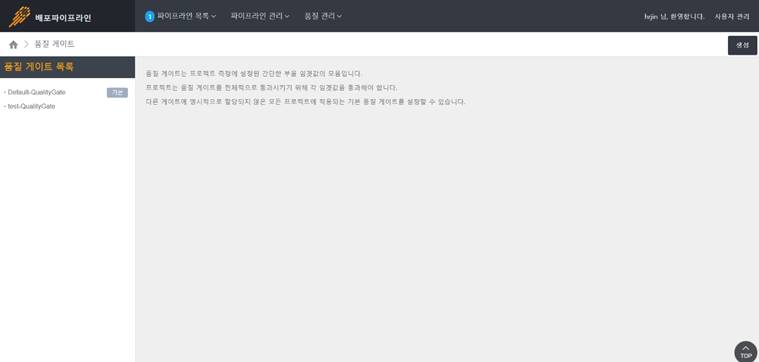 배포파이프라인
1 파이프라인 목록
파이프라인 관리
품질 관리
hrjin 님, 환영합니다.
사용자 관리
품질 게이트
생성
품질 게이트 목록
- Default-QualityGate 기본
- test-QualityGate
품질 게이트는 프로젝트 측정에 설정된 간단한 부울 임곗값의 모음입니다.
프로젝트는 품질 게이트를 전체적으로 통과시키기 위해 각 임곗값을 통과해야 합니다.
다른 게이트에 명시적으로 할당되지 않은 모든 프로젝트에 적용되는 기본 품질 게이트를 설정할 수 있습니다.
TOP